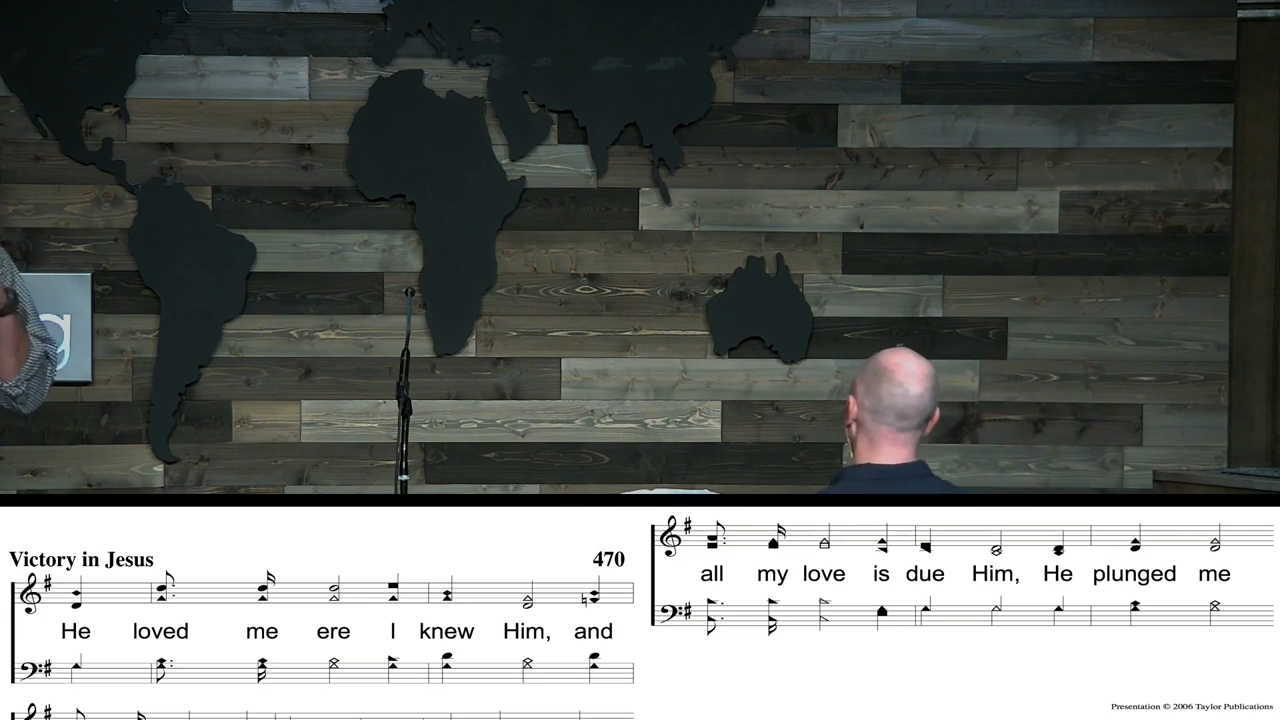 g
Victory in Jesus 470
He loved me ere I knew Him, and
all my love is due Him, He plunged me
Presentation © 2006 Taylor Publications